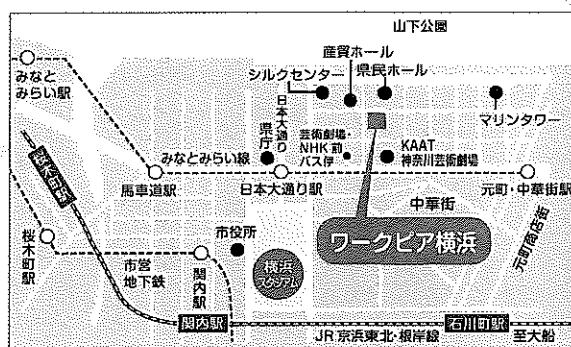 山下公園
産貿ホール
シルクセンター
県民ホール
みなと
みらい駅
日本大通り
県庁
芸術劇場・
NHK前
バス停
KAAT
神奈川芸術劇場
マリンタワー
みなとみらい線
馬車道駅
日本大通り駅
元町・中華街駅
桜木町駅
中華街
元町商店街
ワークピア横浜
市役所
桜木町駅
市営
地下鉄
関内駅
横浜
スタジアム
関内駅
石川町駅
JR京浜東北・根岸線
至大船